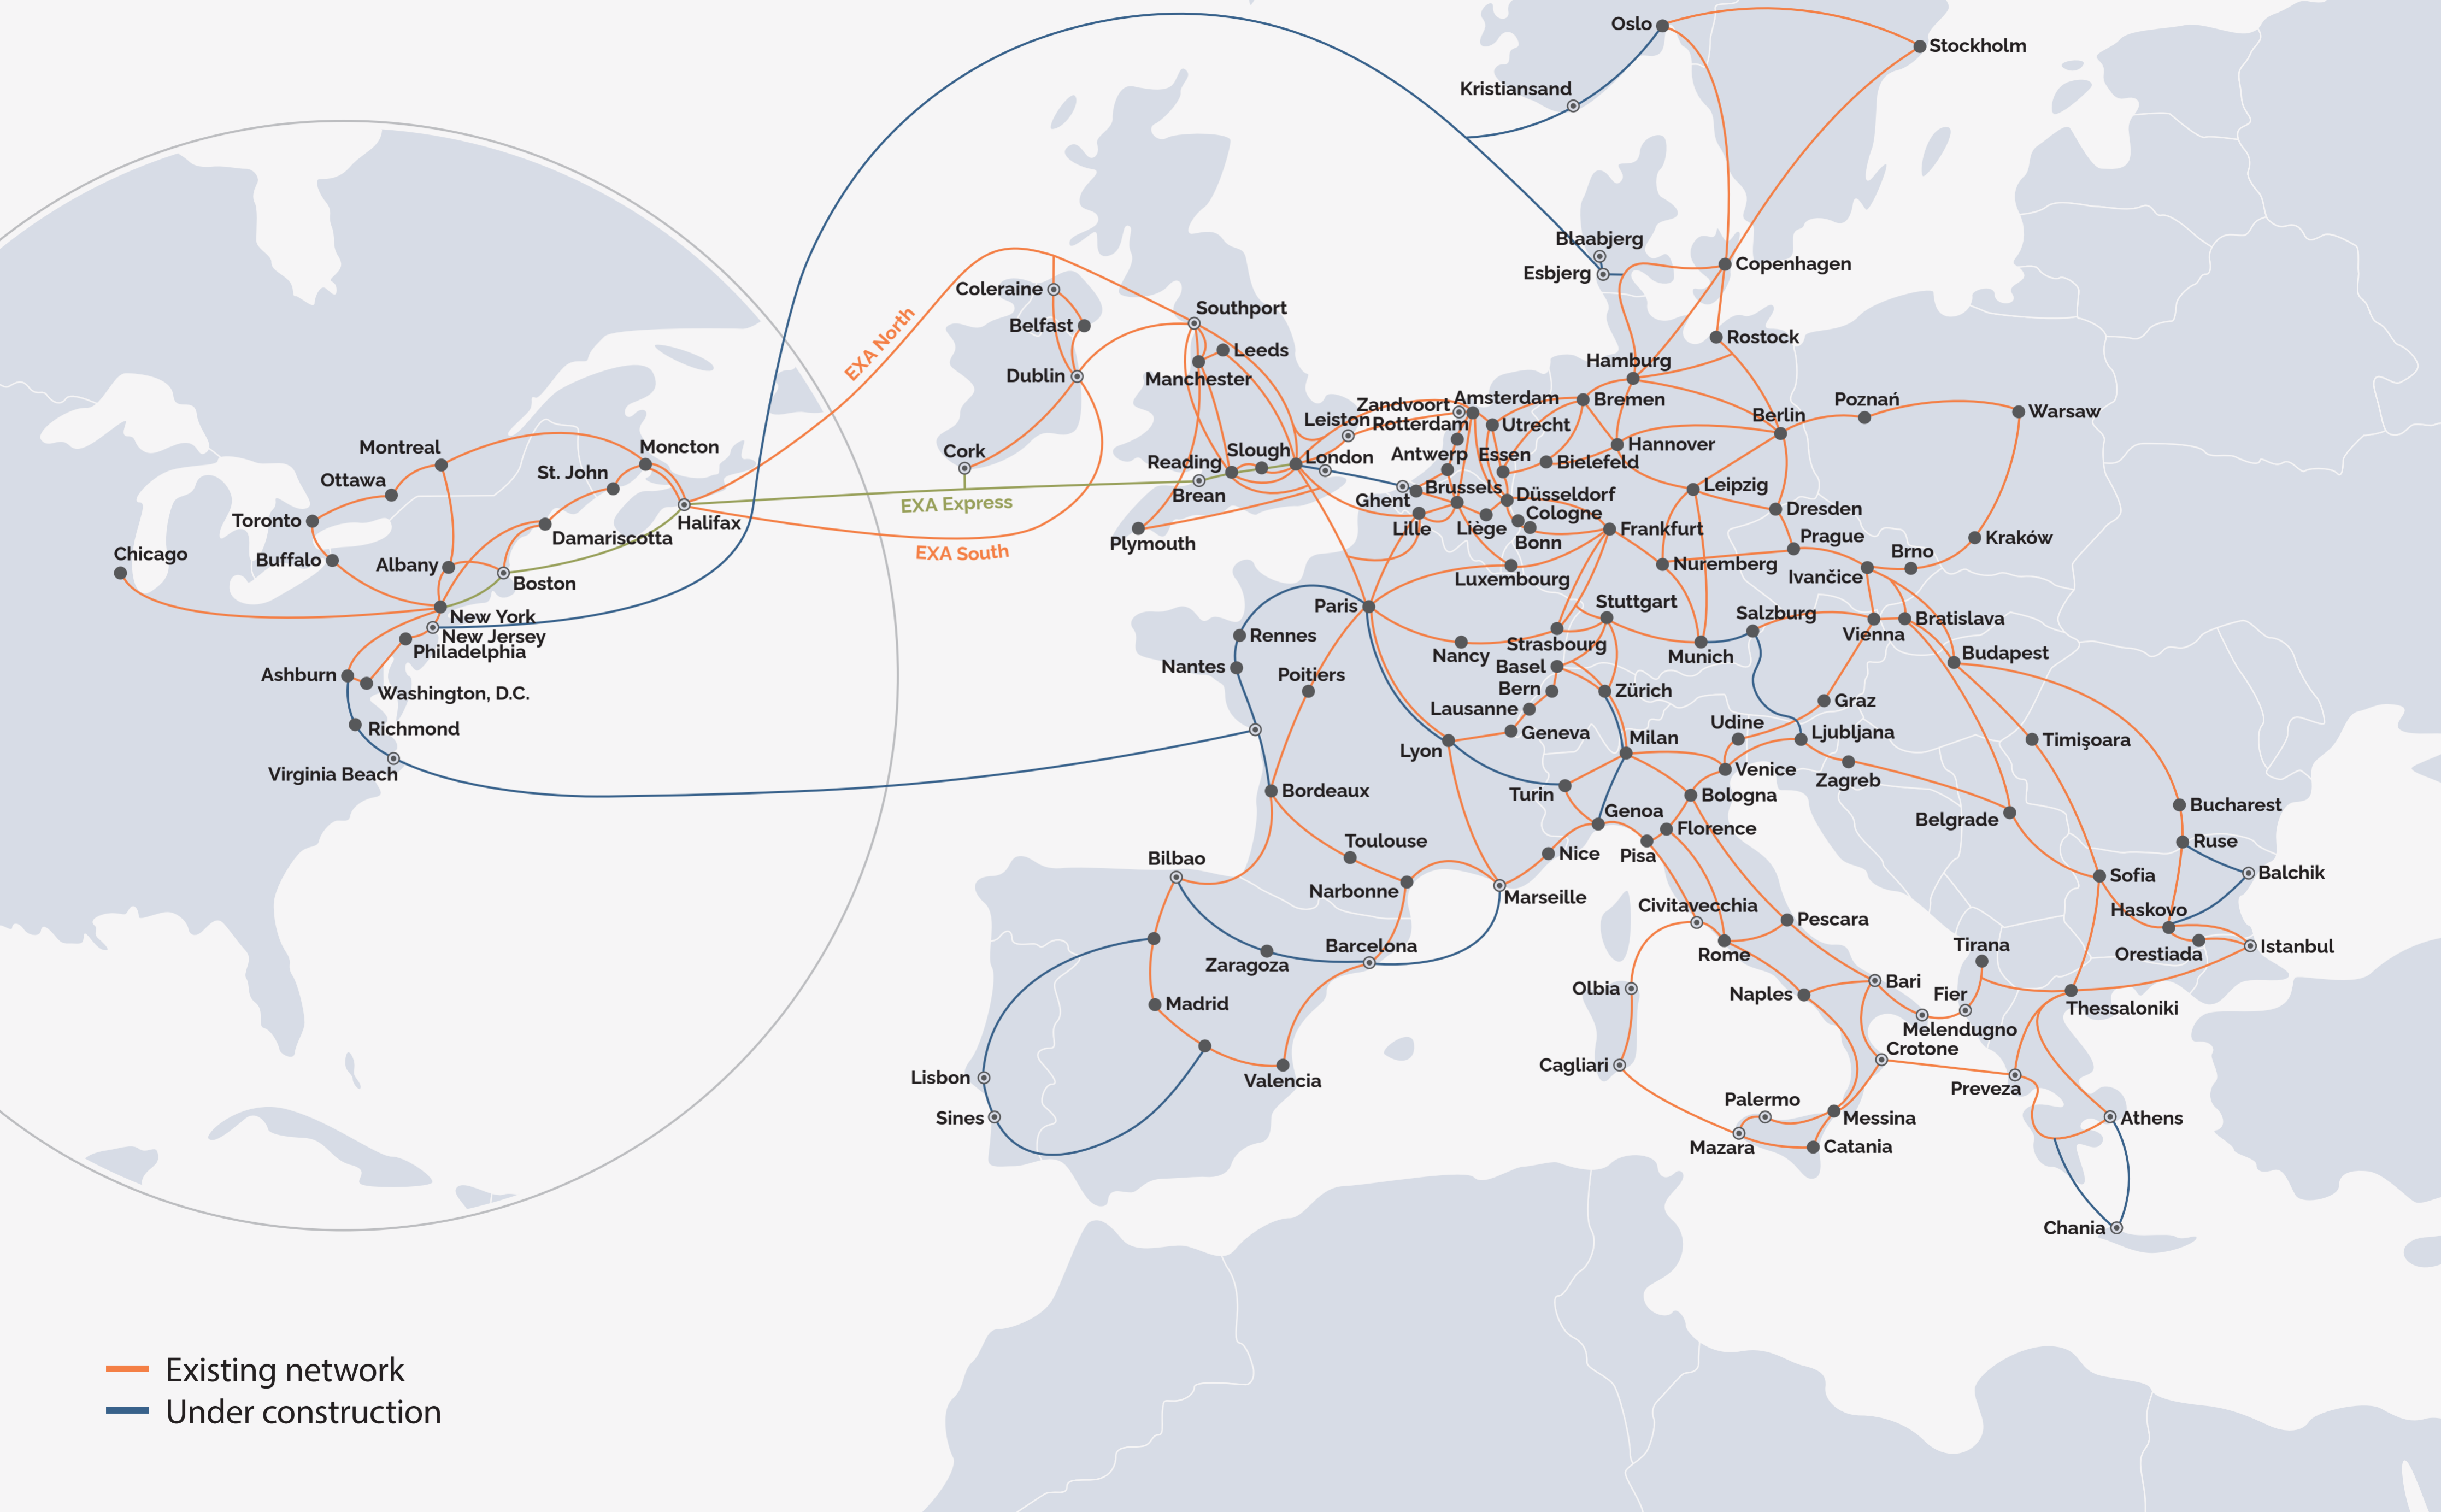 Oslo
Stockholm
Kristiansand
Blaabjerg
Esbjerg
Copenhagen
Coleraine
Belfast
Dublin
Cork
Southport
Leeds
Manchester
Rostock
Hamburg
EXA North
EXA Express
EXA South
Zandvoort
Amsterdam
Bremen
Leiston
Rotterdam
Utrecht
Berlin
Poznań
Warsaw
Hannover
Slough
London
Reading
Brean
Antwerp
Essen
Bielefeld
Ghent
Brussels
Düsseldorf
Leipzig
Cologne
Dresden
Plymouth
Lille
Liège
Bonn
Frankfurt
Prague
Brno
Kraków
Luxembourg
Nuremberg
Ivančice
Montreal
Moncton
Ottawa
St. John
Toronto
Halifax
Damariscotta
Chicago
Buffalo
Albany
Boston
New York
New Jersey
Philadelphia
Ashburn
Washington, D.C.
Richmond
Virginia Beach
Paris
Stuttgart
Salzburg
Bratislava
Rennes
Nancy
Strasbourg
Munich
Vienna
Budapest
Nantes
Poitiers
Basel
Bern
Zürich
Lausanne
Graz
Geneva
Udine
Ljubljana
Lyon
Milan
Timişoara
Venice
Zagreb
Bordeaux
Turin
Bologna
Genoa
Bucharest
Belgrade
Florence
Toulouse
Nice
Pisa
Ruse
Bilbao
Narbonne
Marseille
Sofia
Balchik
Civitavecchia
Haskovo
Pescara
Barcelona
Zaragoza
Rome
Tirana
Orestiada
Istanbul
Olbia
Bari
Madrid
Naples
Fier
Thessaloniki
Melendugno
Crotone
Cagliari
Lisbon
Valencia
Preveza
Palermo
Sines
Messina
Athens
Mazara
Catania
Chania
Existing network
Under construction